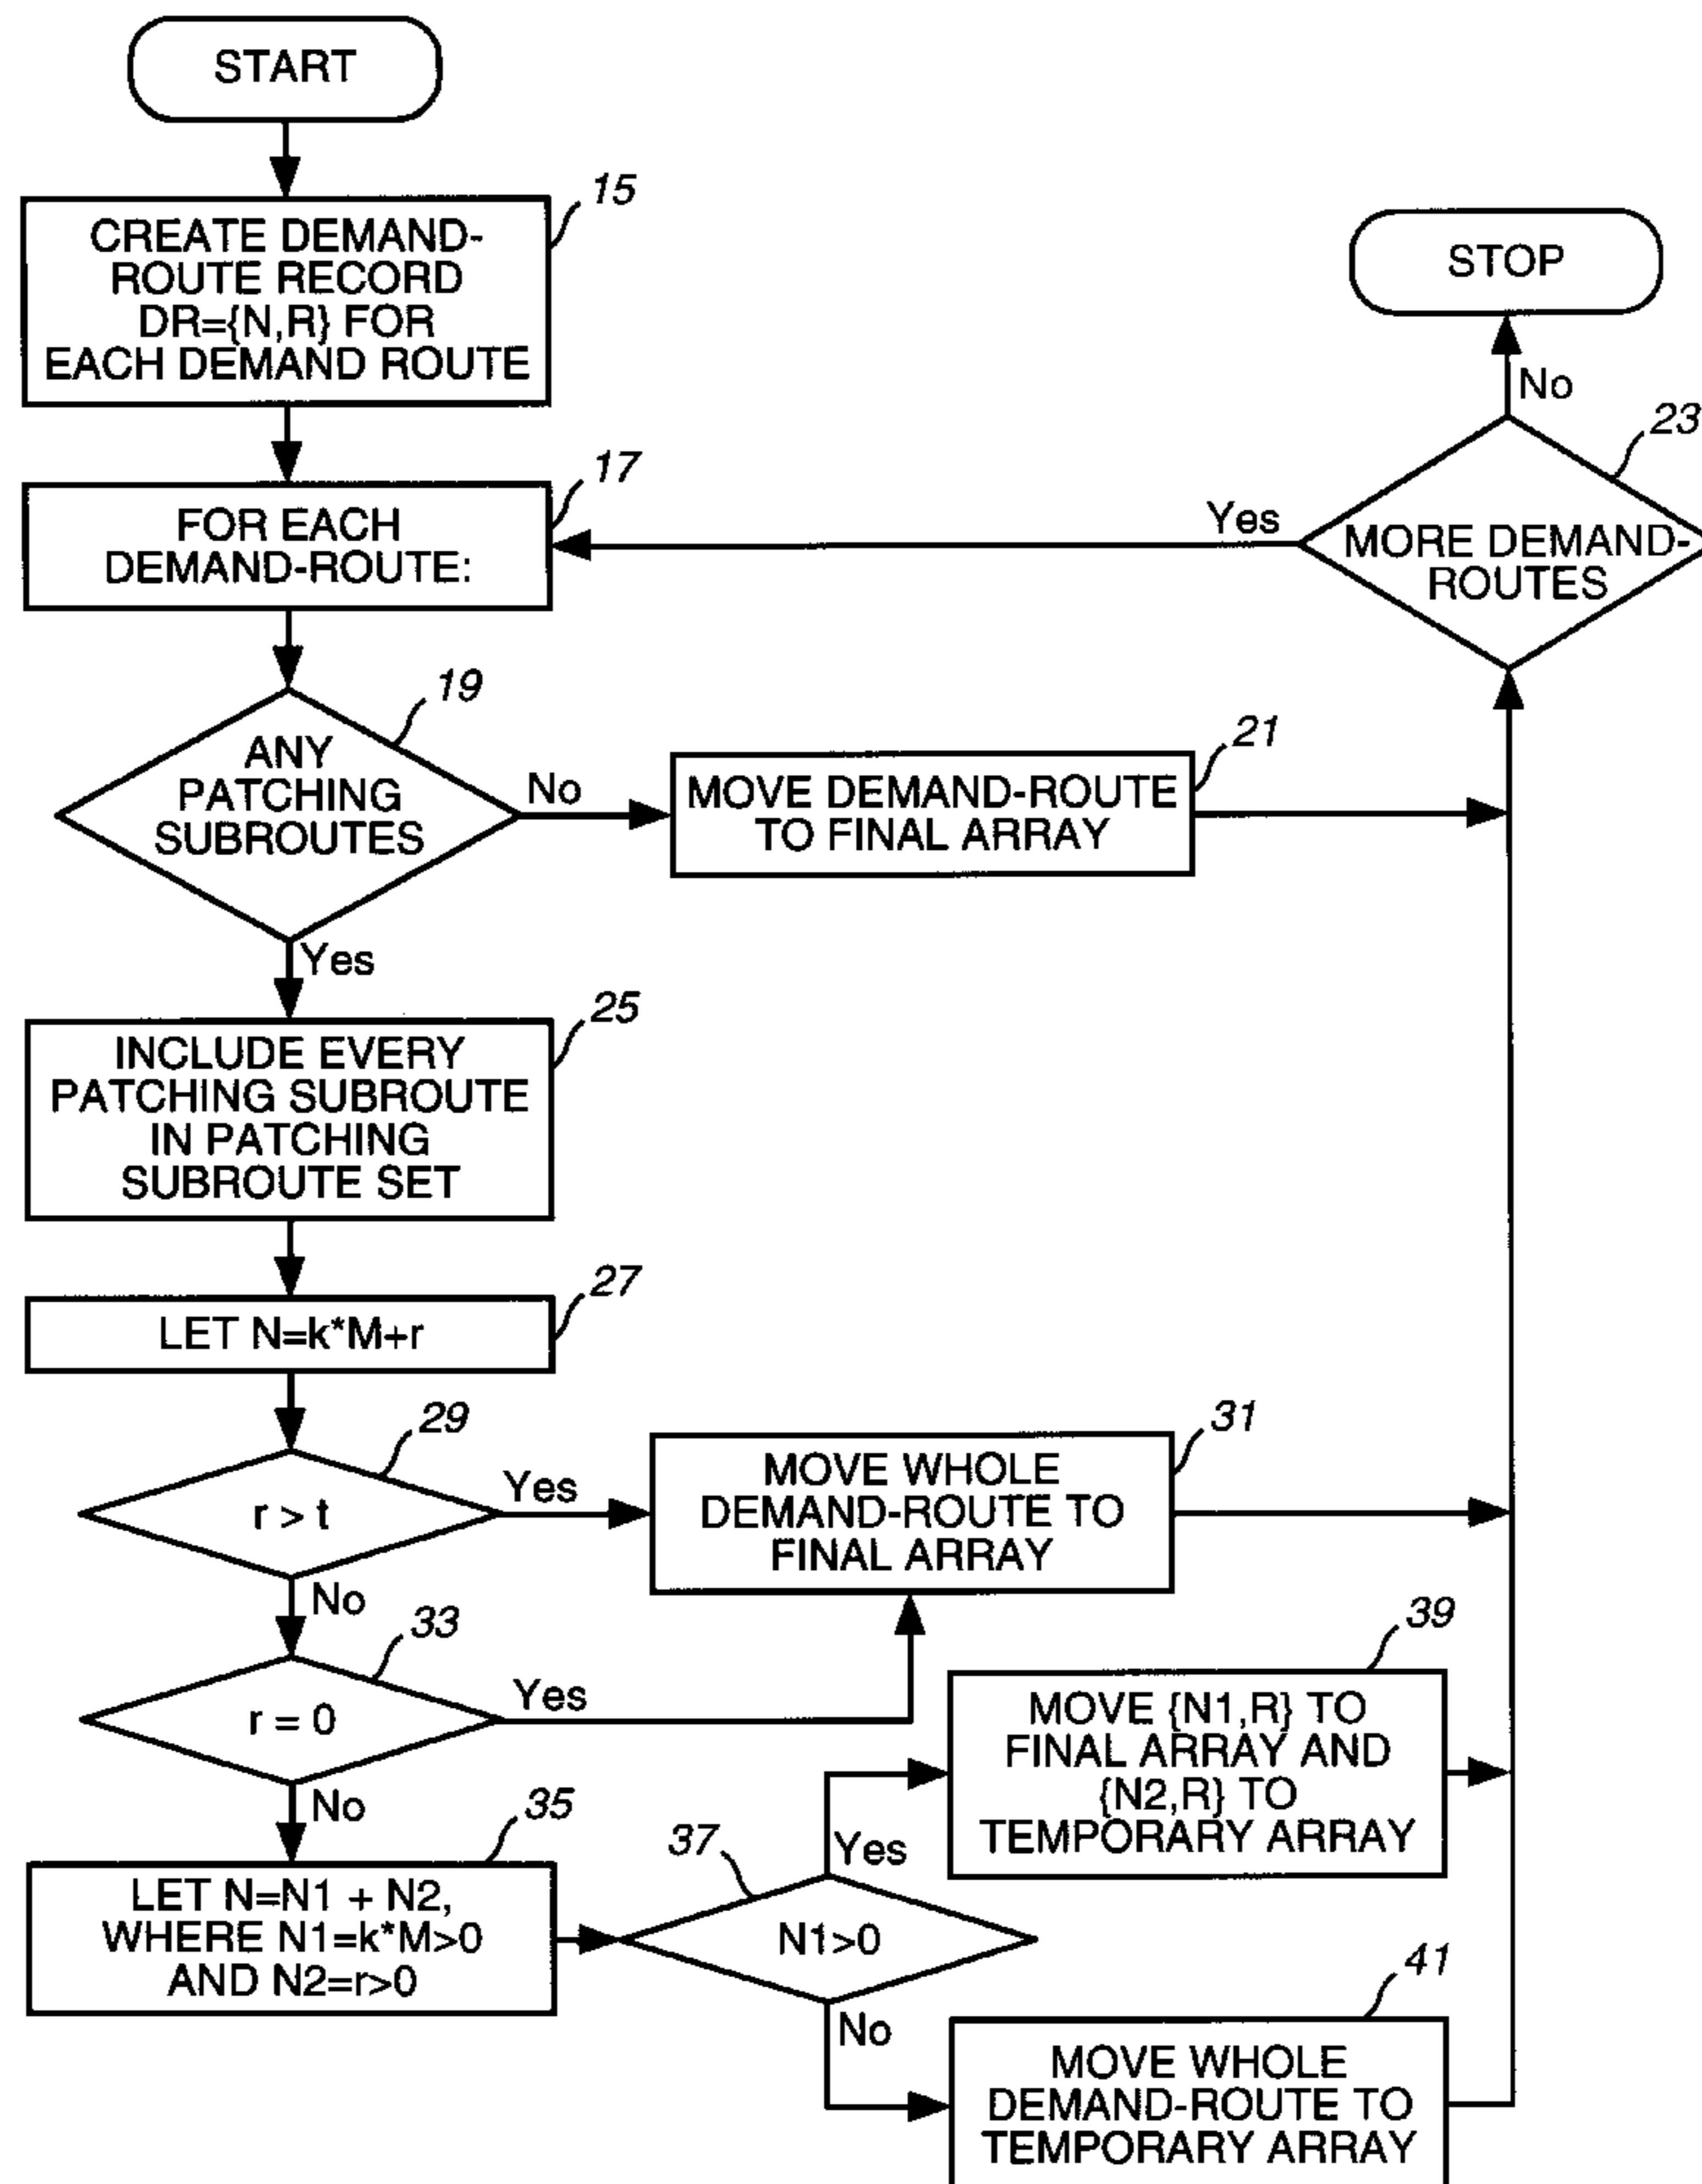 START
15
CREATE DEMAND-
ROUTE RECORD
DR={N,R} FOR
EACH DEMAND ROUTE
STOP
No
23
17
FOR EACH
DEMAND-ROUTE:
Yes
MORE DEMAND-
ROUTES
19
ANY
PATCHING
SUBROUTES
No
21
MOVE DEMAND-ROUTE
TO FINAL ARRAY
Yes
25
INCLUDE EVERY
PATCHING SUBROUTE
IN PATCHING
SUBROUTE SET
27
LET N=k*M+r
29
r > t
Yes
31
MOVE WHOLE
DEMAND-ROUTE TO
FINAL ARRAY
No
33
r = 0
Yes
39
MOVE {N1,R} TO
FINAL ARRAY AND
{N2,R} TO
TEMPORARY ARRAY
No
35
LET N=N1 + N2,
WHERE N1=k*M>0
AND N2=r>0
37
Yes
N1>0
No
41
MOVE WHOLE
DEMAND-ROUTE TO
TEMPORARY ARRAY